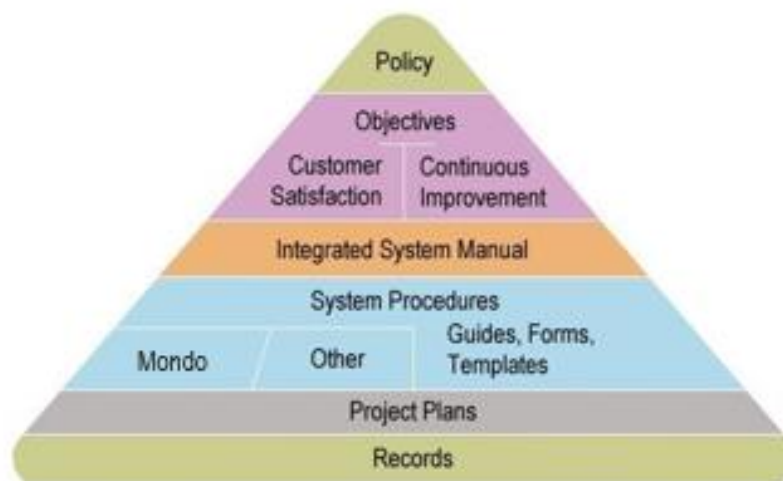 Policy
Objectives
Customer
Satisfaction
Continuous
Improvement
Integrated System Manual
System Procedures
Mondo
Other
Guides, Forms,
Templates
Project Plans
Records